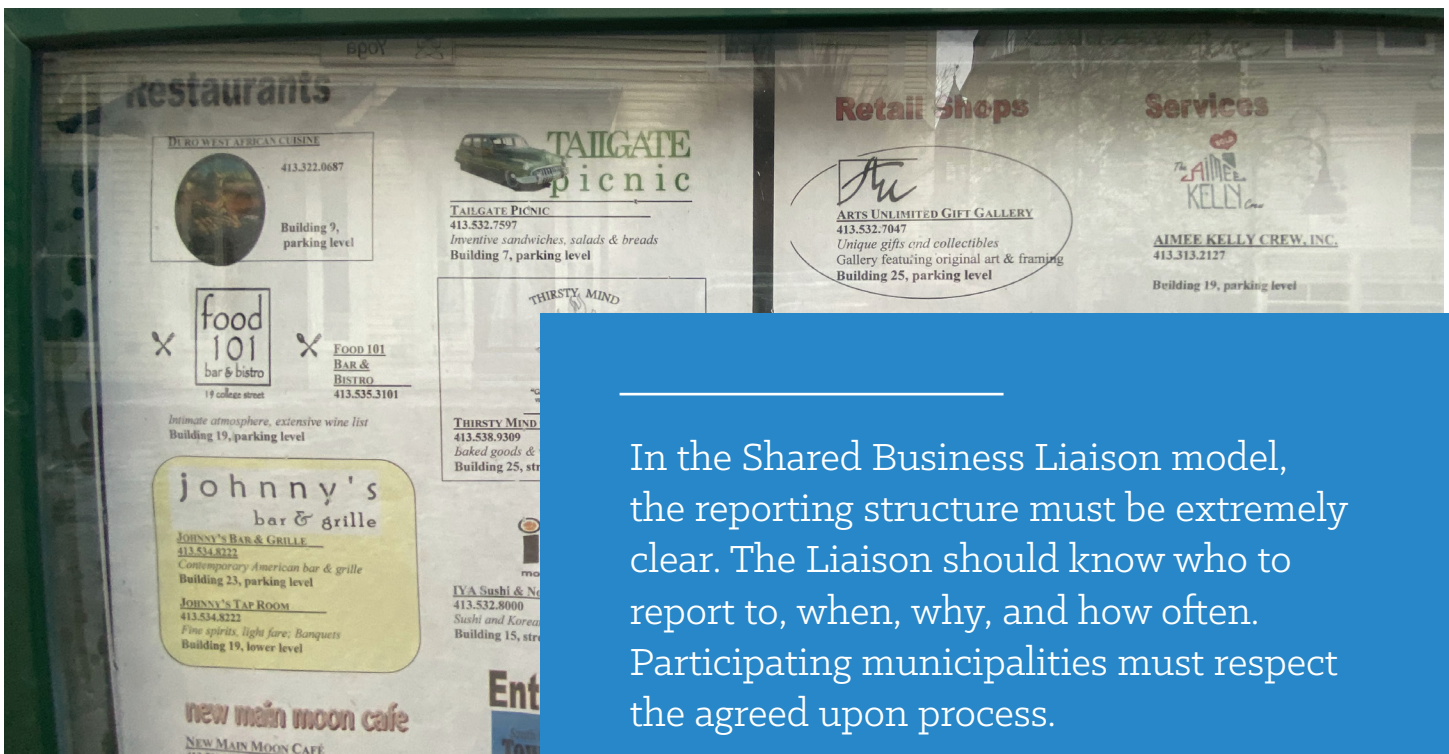 Restaurants
DURO WEST AFRICAN CUISINE
413.322.0687
Building 9,
parking level
TAILGATE
picnic
TAILGATE PICNIC
413.532.7597
Inventive sandwiches, salads & breads
Building 7, parking level
food
101
bar & bistro
19 college street
FOOD 101
BAR &
BISTRO
413.535.3101
Intimate atmosphere, extensive wine list
Building 19, parking level
THIRSTY MIND
THIRSTY MIND
413.538.9309
Baked goods &
Building 25,
johnny's
bar & grille
JOHNNY'S BAR & GRILLE
413.534.8222
Contemporary American bar & grille
Building 23, parking level
JOHNNY'S TAP ROOM
413.534.8222
Fine spirits, light fare; Banquets
Building 19, lower level
IYA Sushi &
413.532.8000
Sushi and
Building 15,
new main moon cafe
NEW MAIN MOON CAFÉ
Retail Shops
ARTS UNLIMITED GIFT GALLERY
413.532.7047
Unique gifts and collectibles
Gallery featuring original art & framing
Building 25, parking level
Services
The
AIMEE
KELLY
Crew
AIMEE KELLY CREW, INC.
413.313.2127
Building 19, parking level
In the Shared Business Liaison model,
the reporting structure must be extremely
clear. The Liaison should know who to
report to, when, why, and how often.
Participating municipalities must respect
the agreed upon process.